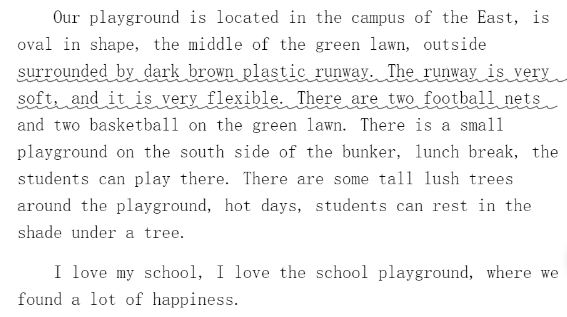 Our playground is located in the campus of the East, is
oval in shape, the middle of the green lawn, outside
surrounded by dark brown plastic runway. The runway is very
soft, and it is very flexible. There are two football nets
and two basketball on the green lawn. There is a small
playground on the south side of the bunker, lunch break, the
students can play there. There are some tall lush trees
around the playground, hot days, students can rest in the
shade under a tree.
I love my school, I love the school playground, where we
found a lot of happiness.